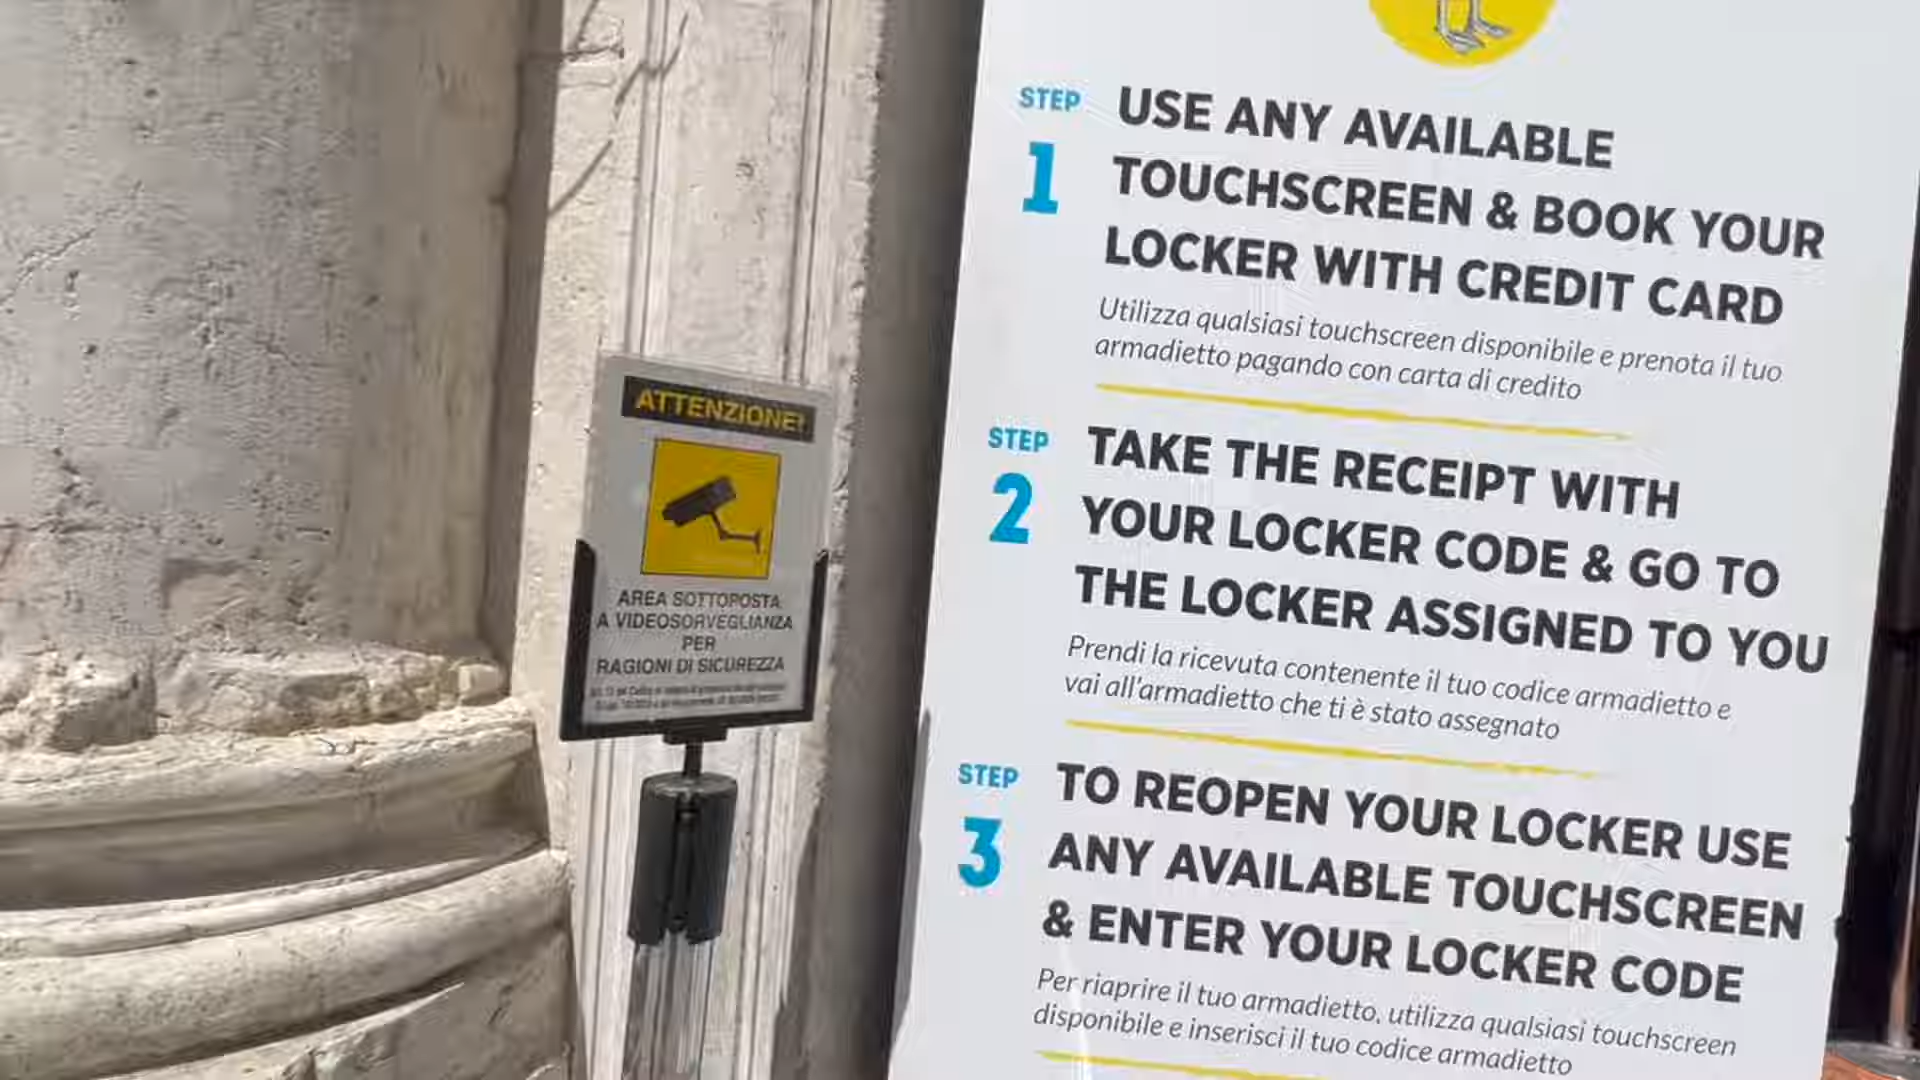 ATTENZIONE!
AREA SOTTOPOSTA
A VIDEOSORVEGLIANZA
PER
RAGIONI DI SICUREZZA
STEP
1
USE ANY AVAILABLE
TOUCHSCREEN & BOOK YOUR
LOCKER WITH CREDIT CARD
Utilizza qualsiasi touchscreen disponibile e prenota il tuo
armadietto pagando con carta di credito
STEP
2
TAKE THE RECEIPT WITH
YOUR LOCKER CODE & GO TO
THE LOCKER ASSIGNED TO YOU
Prendi la ricevuta contenente il tuo codice armadietto e
vai all'armadietto che ti è stato assegnato
STEP
3
TO REOPEN YOUR LOCKER USE
ANY AVAILABLE TOUCHSCREEN
& ENTER YOUR LOCKER CODE
Per riaprire il tuo armadietto, utilizza qualsiasi touchscreen
disponibile e inserisci il tuo codice armadietto